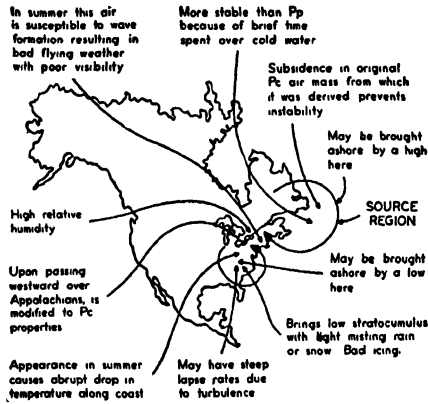 In summer this air
is susceptible to wave
formation resulting in
bad flying weather
with poor visibility
More stable than Pp
because of brief time
spent over cold water
Subsidence in original
Pc air mass from which
it was derived prevents
instability
May be brought
ashore by a high
here
SOURCE
REGION
High relative
humidity
May be brought
ashore by a low
here
Upon passing
westward over
Appalachians, is
modified to Pc
properties
Brings low stratocumulus
with light misting rain
or snow Bad icing.
Appearance in summer
causes abrupt drop in
temperature along coast
May have steep
lapse rates due
to turbulence